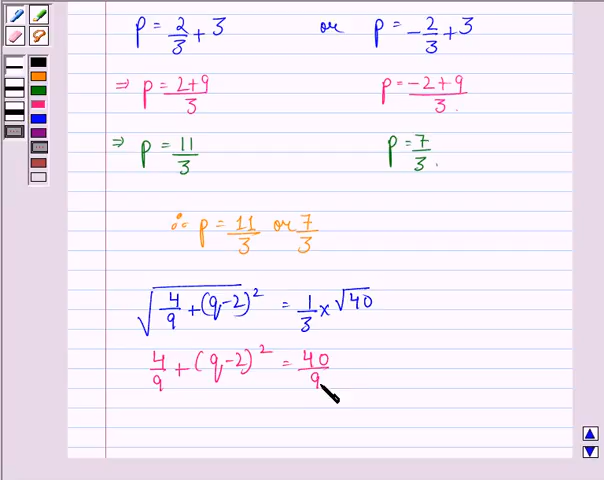 p = 2/3 + 3 or p = -2/3 + 3
⇒ p = 2+9/3 p = -2+9/3.
⇒ p = 11/3 p = 7/3.
∴ p = 11/3 or 7/3
√(4/9 + (q-2)²) = 1/3 × √40
4/9 + (q-2)² = 40/9